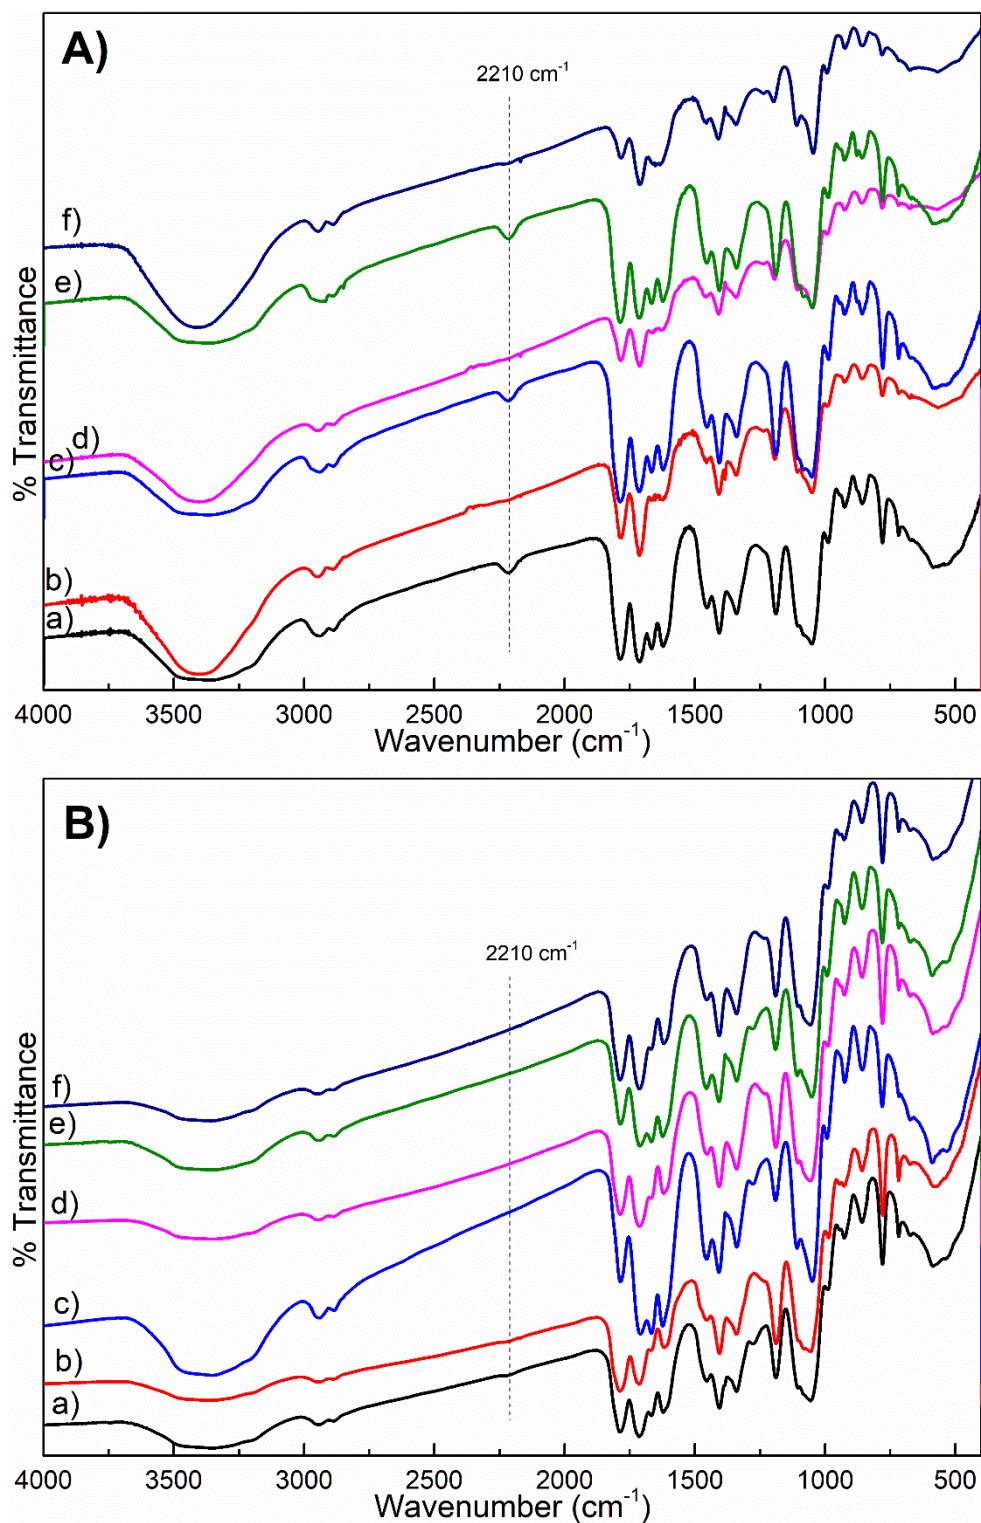 A)
2210 cm⁻¹
f)
e)
d)
c)
b)
a)
% Transmittance
4000 3500 3000 2500 2000 1500 1000 500
Wavenumber (cm⁻¹)
B)
2210 cm⁻¹
f)
e)
d)
c)
b)
a)
% Transmittance
4000 3500 3000 2500 2000 1500 1000 500
Wavenumber (cm⁻¹)